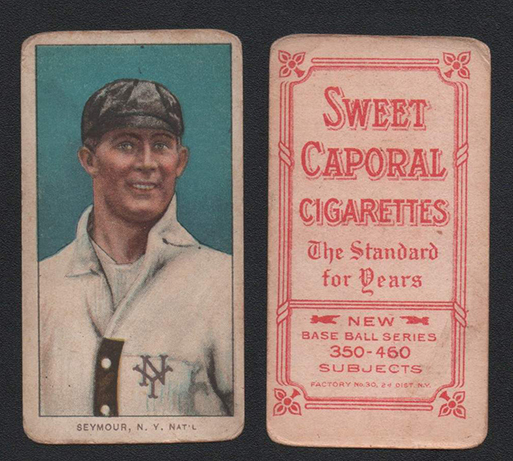 NY
SEYMOUR, N. Y. NAT'L
SWEET
CAPORAL
CIGARETTES
The Standard
for Years
NEW
BASE BALL SERIES
350-460
SUBJECTS
FACTORY No. 30, 2d DIST. N.Y.